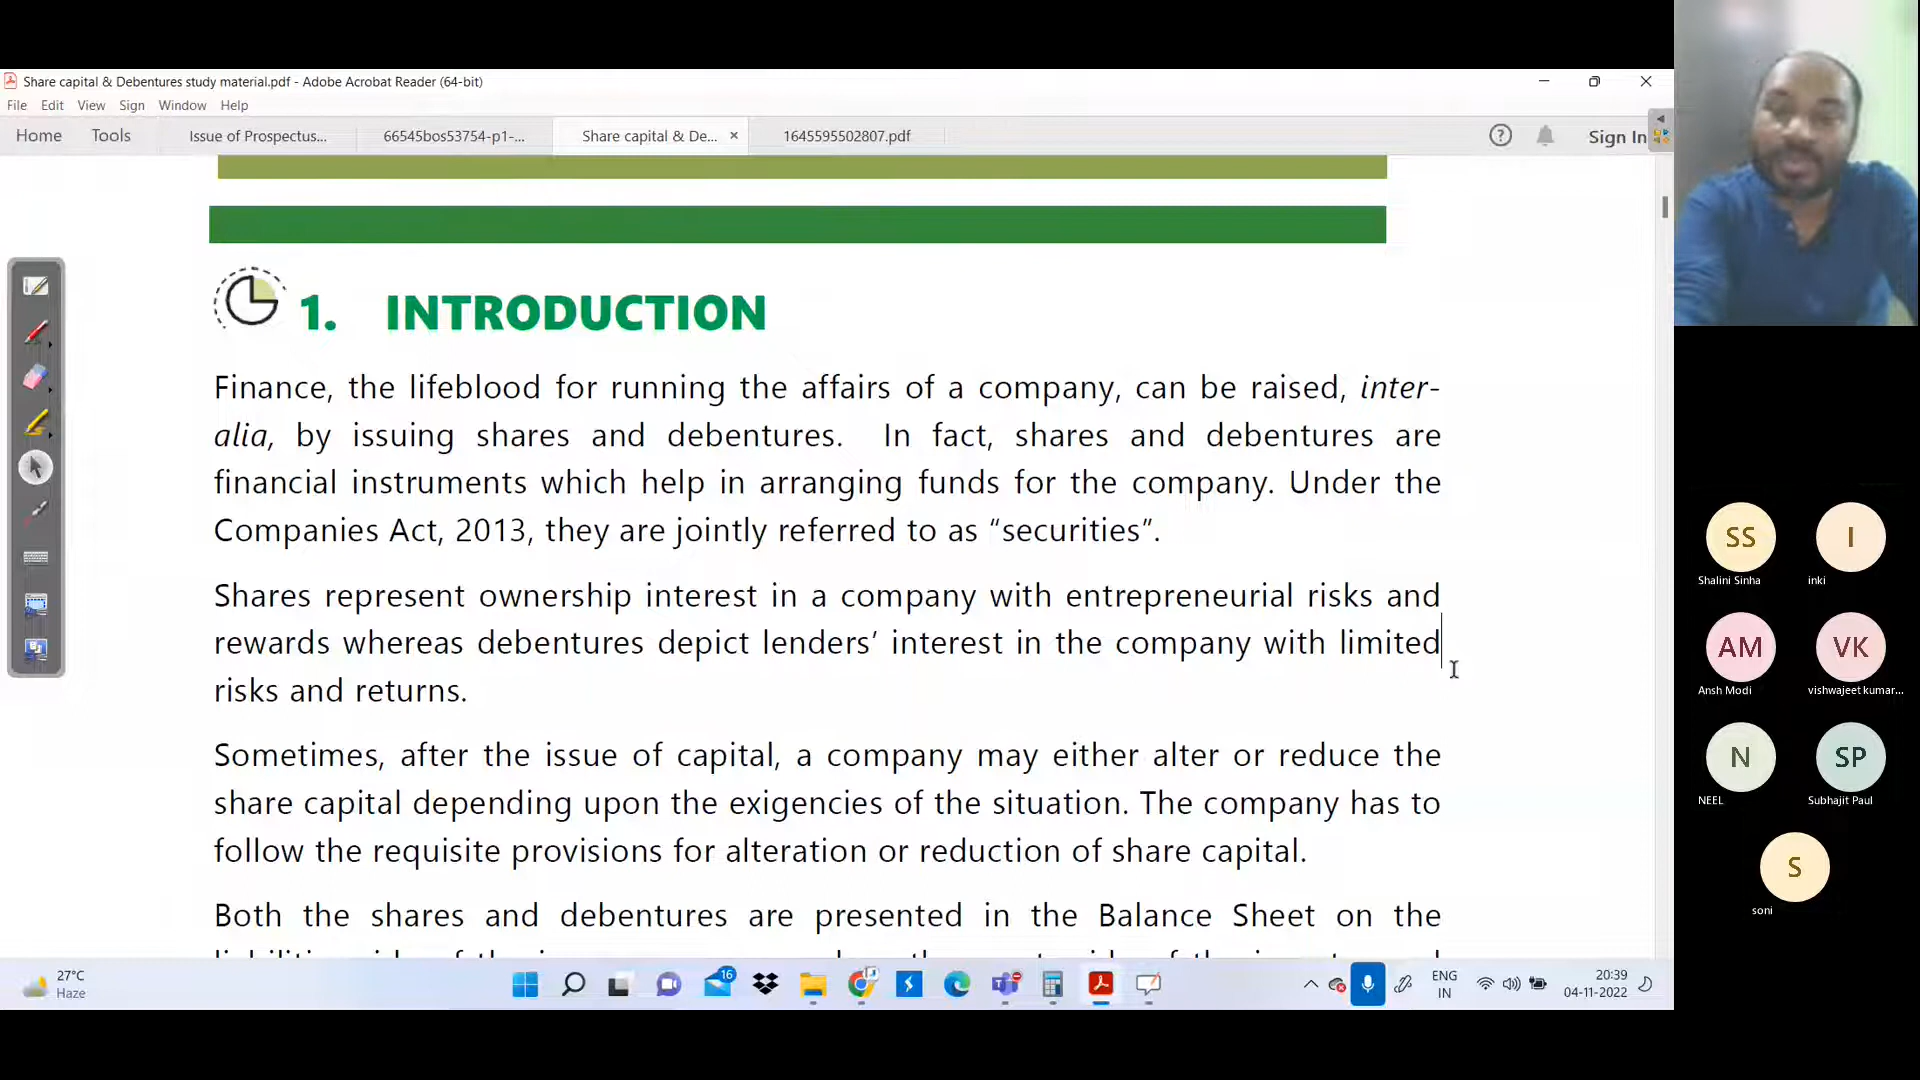 Share capital & Debentures study material.pdf - Adobe Acrobat Reader (64-bit)
File Edit View Sign Window Help
Home Tools Issue of Prospectus... 66545bos53754-p1-... Share capital & De... × 1645595502807.pdf Sign In
1. INTRODUCTION
Finance, the lifeblood for running the affairs of a company, can be raised, inter-
alia, by issuing shares and debentures. In fact, shares and debentures are
financial instruments which help in arranging funds for the company. Under the
Companies Act, 2013, they are jointly referred to as “securities”.
Shares represent ownership interest in a company with entrepreneurial risks and
rewards whereas debentures depict lenders’ interest in the company with limited
risks and returns.
Sometimes, after the issue of capital, a company may either alter or reduce the
share capital depending upon the exigencies of the situation. The company has to
follow the requisite provisions for alteration or reduction of share capital.
Both the shares and debentures are presented in the Balance Sheet on the
SS
Shalini Sinha
I
inki
AM
Ansh Modi
VK
vishwajeet kumar...
N
NEEL
SP
Subhajit Paul
S
soni
27°C
Haze
16
ENG
IN
20:39
04-11-2022